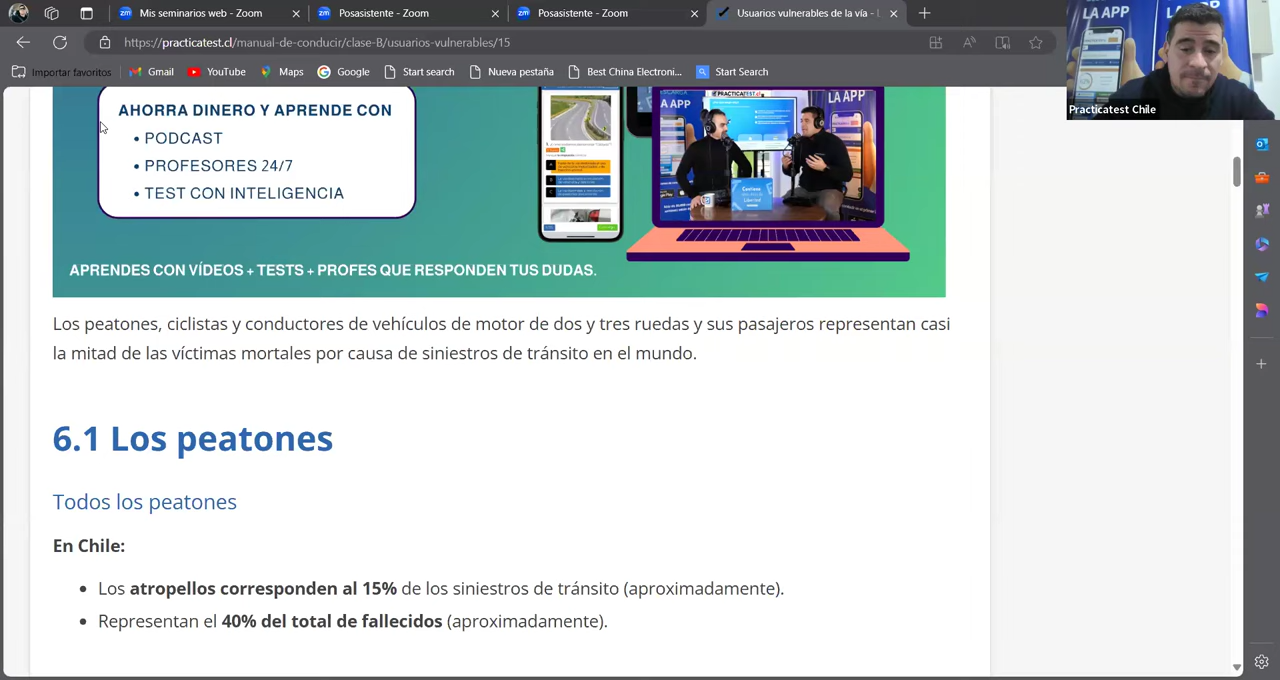 Mis seminarios web - Zoom
Posasistente - Zoom
Posasistente - Zoom
Usuarios vulnerables de la vía - L
https://practicatest.cl/manual-de-conducir/clase-B/usuarios-vulnerables/15
Importar favoritos
Gmail
YouTube
Maps
Google
Start search
Nueva pestaña
Best China Electroni...
Start Search
LA APP
LA APP
Practicatest Chile
AHORRA DINERO Y APRENDE CON
• PODCAST
• PROFESORES 24/7
• TEST CON INTELIGENCIA
PRACTICATEST.cl
LA APP
APRENDES CON VÍDEOS + TESTS + PROFES QUE RESPONDEN TUS DUDAS.
Los peatones, ciclistas y conductores de vehículos de motor de dos y tres ruedas y sus pasajeros representan casi
la mitad de las víctimas mortales por causa de siniestros de tránsito en el mundo.
6.1 Los peatones
Todos los peatones
En Chile:
• Los atropellos corresponden al 15% de los siniestros de tránsito (aproximadamente).
• Representan el 40% del total de fallecidos (aproximadamente).